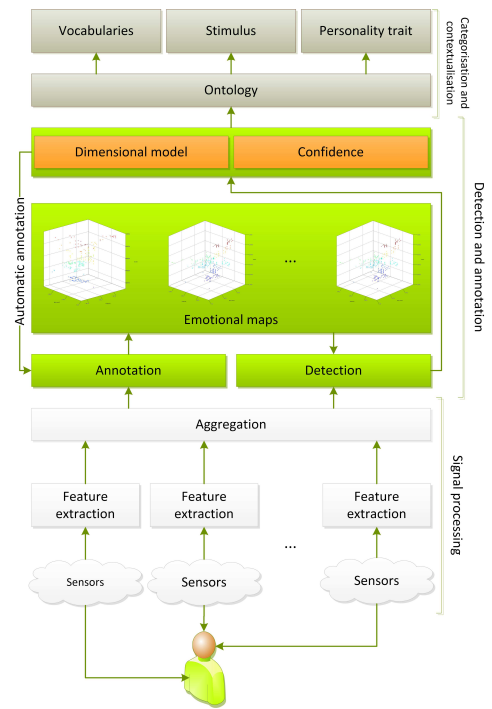 Vocabularies
Stimulus
Personality trait
Categorisation and
contextualisation
Ontology
Dimensional model
Confidence
Automatic annotation
Detection and annotation
...
Emotional maps
Annotation
Detection
Aggregation
Signal processing
Feature
extraction
Feature
extraction
Feature
extraction
...
Sensors
Sensors
Sensors